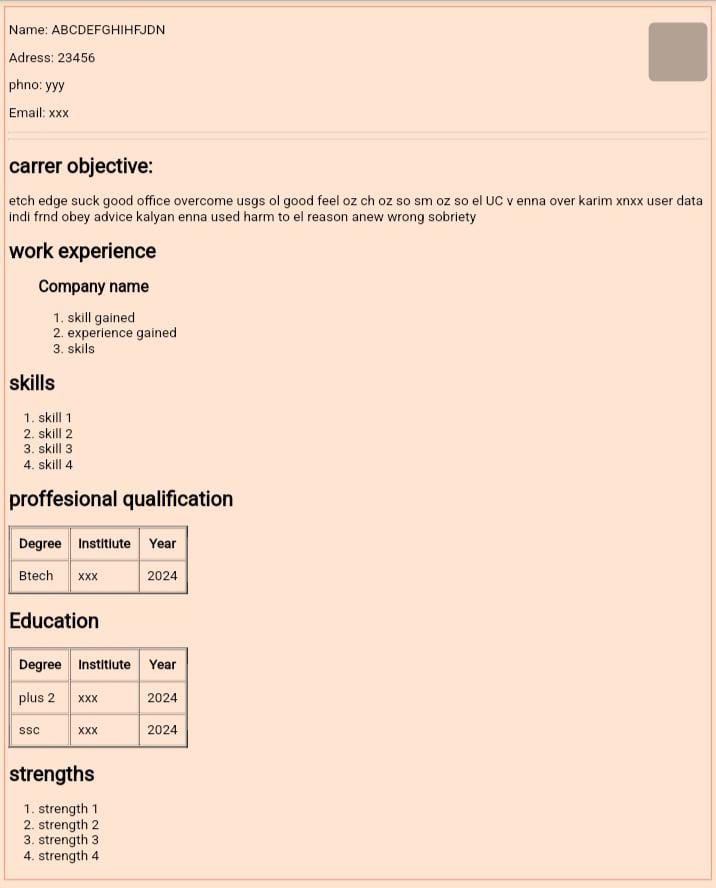 Name: ABCDEFGHIHFJDN
Adress: 23456
phno: yyy
Email: xxx
carrer objective:
etch edge suck good office overcome usgs ol good feel oz ch oz so sm oz so el UC v enna over karim xnxx user data
indi frnd obey advice kalyan enna used harm to el reason anew wrong sobriety
work experience
Company name
1. skill gained
2. experience gained
3. skils
skills
1. skill 1
2. skill 2
3. skill 3
4. skill 4
proffesional qualification
Degree Institiute Year
Btech xxx 2024
Education
Degree Institiute Year
plus 2 xxx 2024
ssc xxx 2024
strengths
1. strength 1
2. strength 2
3. strength 3
4. strength 4